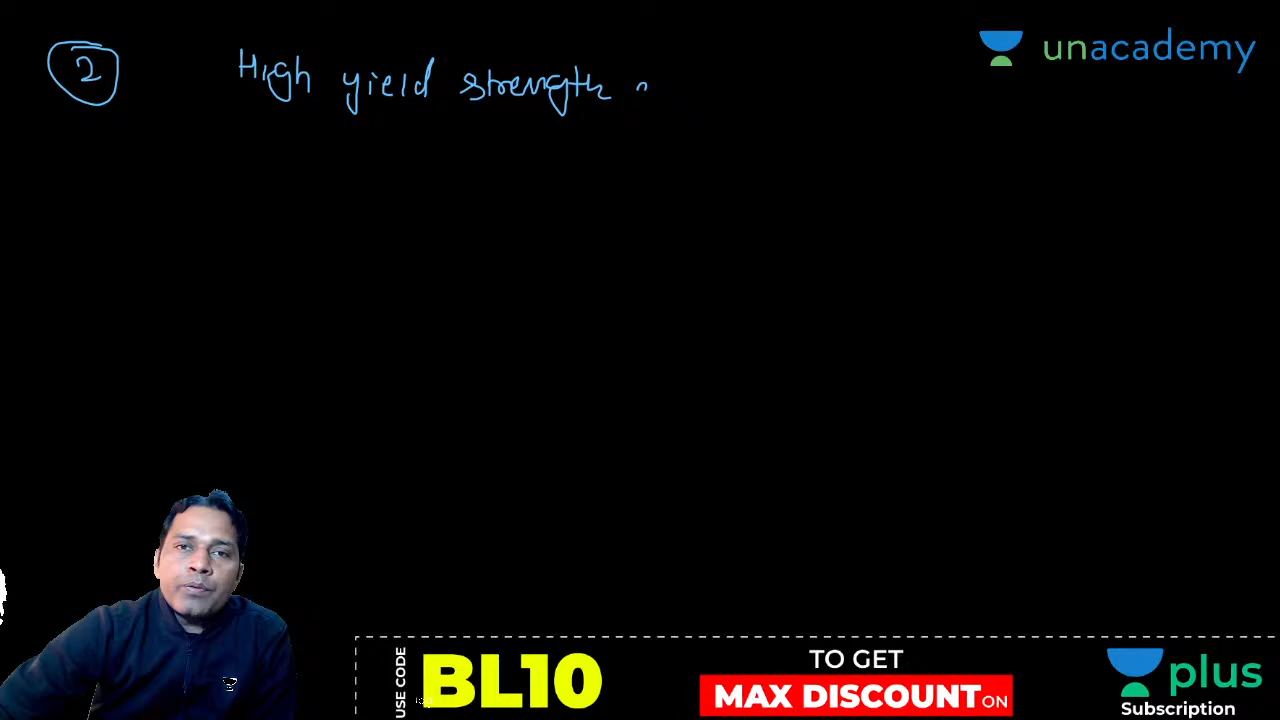 2 High yield strength
unacademy
USE CODE
BL10
TO GET
MAX DISCOUNT ON
plus
Subscription